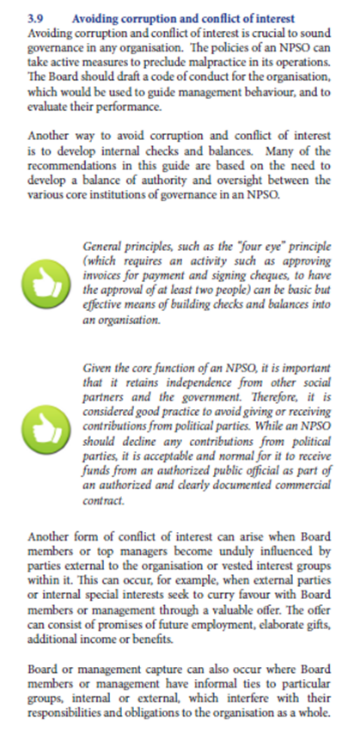 3.9 Avoiding corruption and conflict of interest
Avoiding corruption and conflict of interest is crucial to sound
governance in any organisation. The policies of an NPSO can
take active measures to preclude malpractice in its operations.
The Board should draft a code of conduct for the organisation,
which would be used to guide management behaviour, and to
evaluate their performance.
Another way to avoid corruption and conflict of interest
is to develop internal checks and balances. Many of the
recommendations in this guide are based on the need to
develop a balance of authority and oversight between the
various core institutions of governance in an NPSO.
General principles, such as the "four eye" principle
(which requires an activity such as approving
invoices for payment and signing cheques, to have
the approval of at least two people) can be basic but
effective means of building checks and balances into
an organisation.
Given the core function of an NPSO, it is important
that it retains independence from other social
partners and the government. Therefore, it is
considered good practice to avoid giving or receiving
contributions from political parties. While an NPSO
should decline any contributions from political
parties, it is acceptable and normal for it to receive
funds from an authorized public official as part of
an authorized and clearly documented commercial
contract.
Another form of conflict of interest can arise when Board
members or top managers become unduly influenced by
parties external to the organisation or vested interest groups
within it. This can occur, for example, when external parties
or internal special interests seek to curry favour with Board
members or management through a valuable offer. The offer
can consist of promises of future employment, elaborate gifts,
additional income or benefits.
Board or management capture can also occur where Board
members or management have informal ties to particular
groups, internal or external, which interfere with their
responsibilities and obligations to the organisation as a whole.